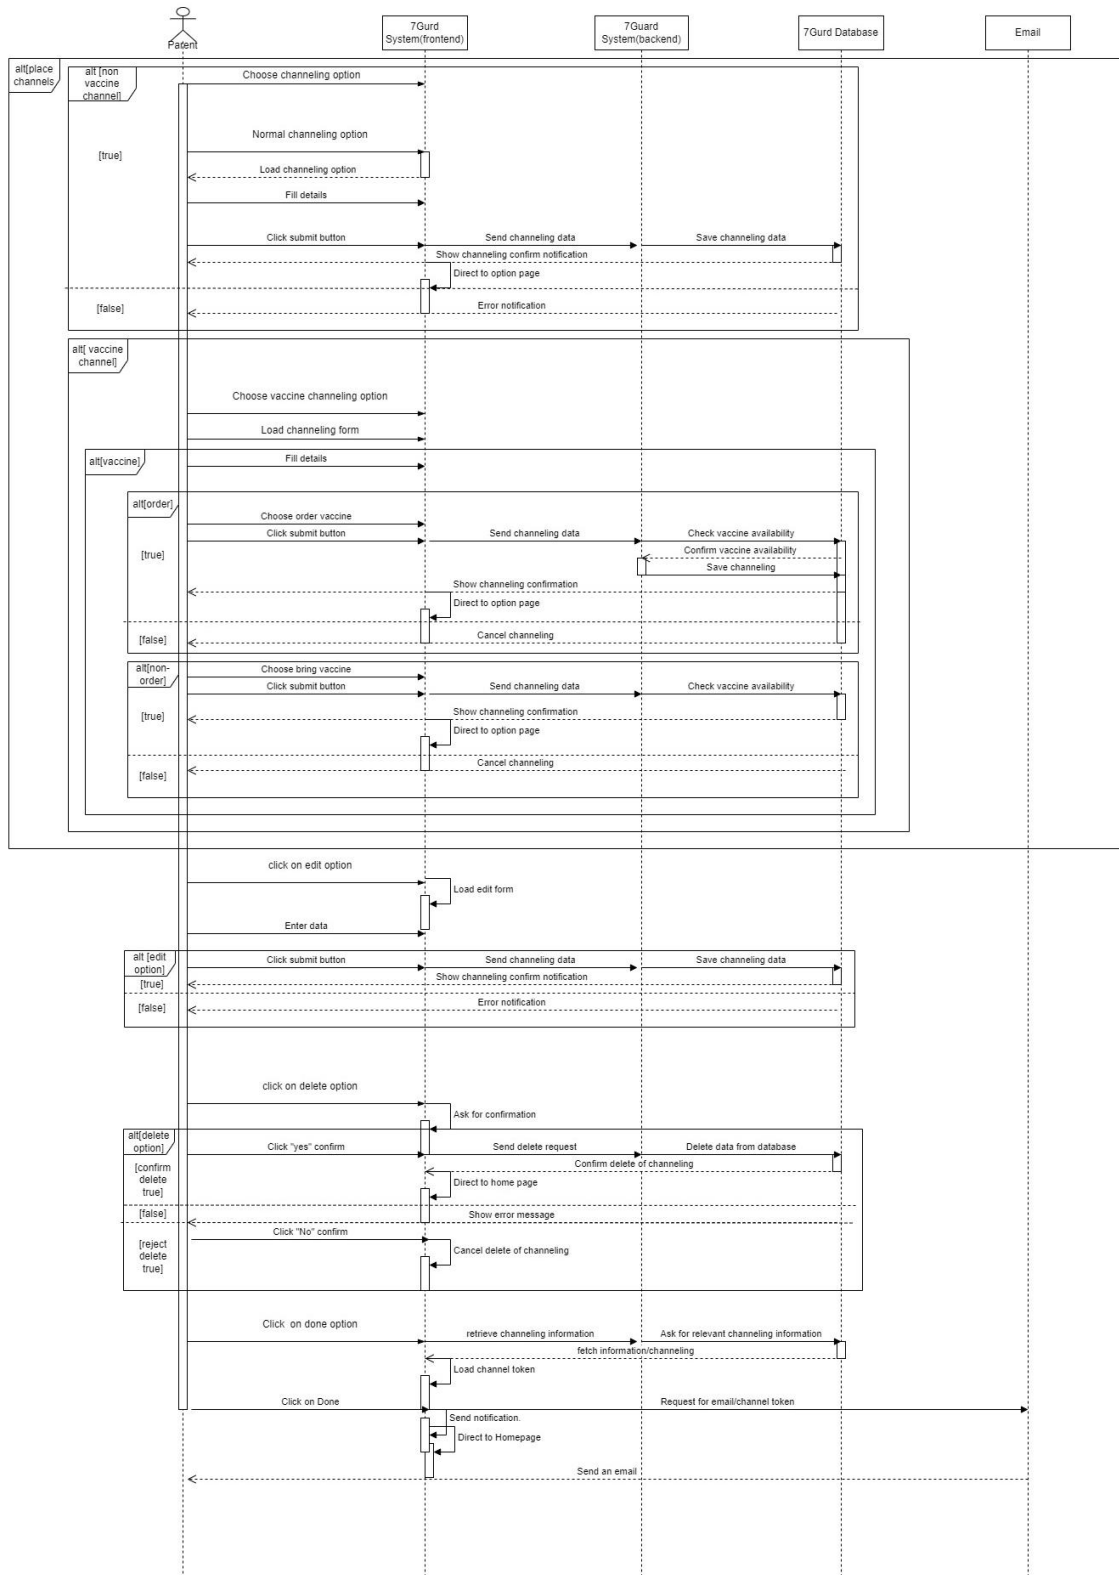 Parent
7Gurd
System(frontend)
7Guard
System(backend)
7Gurd Database
Email
alt[place
channels
alt [non
vaccine
channel]
Choose channeling option
Normal channeling option
[true]
Load channeling option
Fill details
Click submit button
Send channeling data
Save channeling data
Show channeling confirm notification
Direct to option page
[false]
Error notification
alt[ vaccine
channel]
Choose vaccine channeling option
Load channeling form
alt[vaccine]
Fill details
alt[order]
Choose order vaccine
Click submit button
Send channeling data
Check vaccine availability
[true]
Confirm vaccine availability
Save channeling
Show channeling confirmation
Direct to option page
[false]
Cancel channeling
alt[non-
order]
Choose bring vaccine
Click submit button
Send channeling data
Check vaccine availability
[true]
Show channeling confirmation
Direct to option page
[false]
Cancel channeling
click on edit option
Load edit form
Enter data
alt [edit
option]
Click submit button
Send channeling data
Save channeling data
[true]
Show channeling confirm notification
[false]
Error notification
click on delete option
Ask for confirmation
alt[delete
option]
Click "yes" confirm
Send delete request
Delete data from database
[confirm
delete
true]
Confirm delete of channeling
Direct to home page
[false]
Show error message
Click "No" confirm
[reject
delete
true]
Cancel delete of channeling
Click  on done option
retrieve channeling information
Ask for relevant channeling information
fetch information/channeling
Load channel token
Click on Done
Request for email/channel token
Send notification.
Direct to Homepage
Send an email